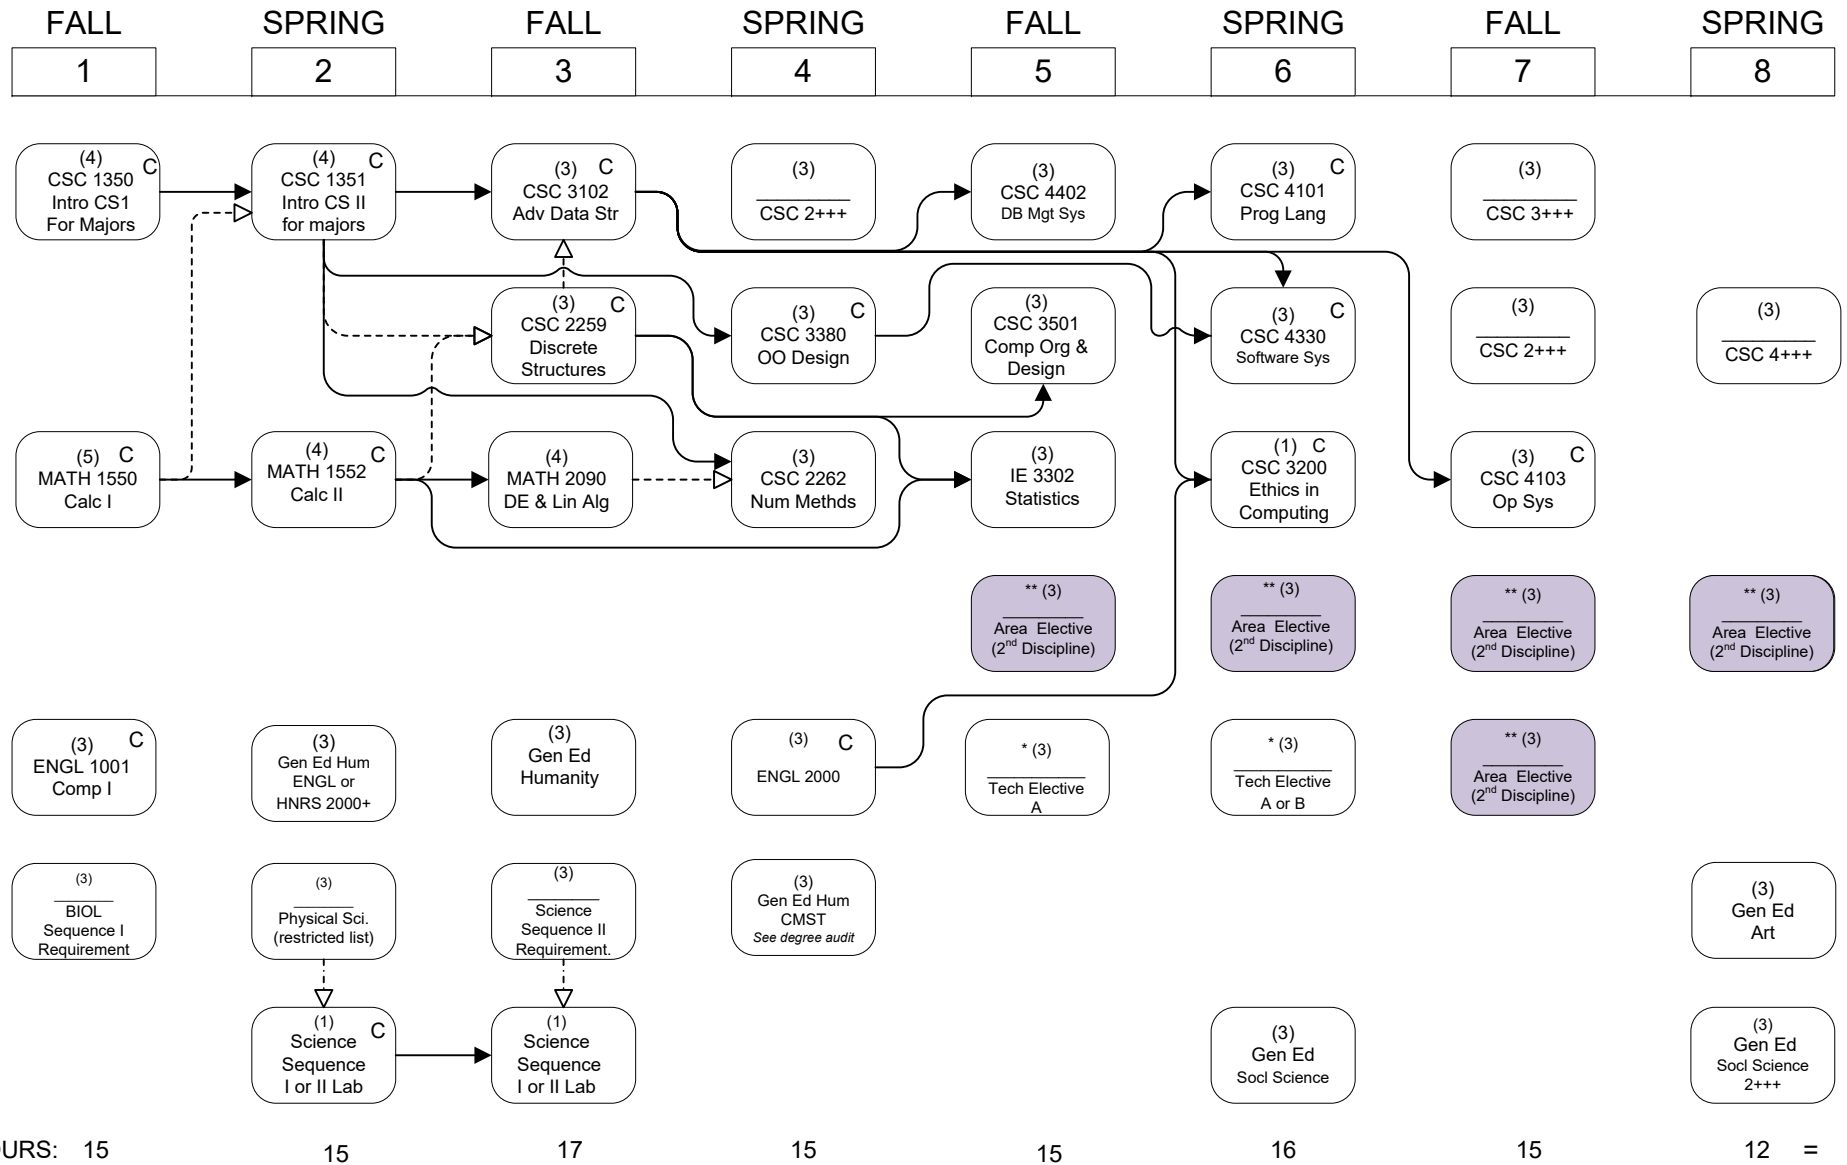 FALL SPRING FALL SPRING FALL SPRING FALL SPRING
1 2 3 4 5 6 7 8
(4) C
CSC 1350
Intro CS1
For Majors
(4) C
CSC 1351
Intro CS II
for majors
(3) C
CSC 3102
Adv Data Str
(3)
CSC 2+++
(3)
CSC 4402
DB Mgt Sys
(3) C
CSC 4101
Prog Lang
(3)
CSC 3+++
(3) C
CSC 2259
Discrete
Structures
(3) C
CSC 3380
OO Design
(3)
CSC 3501
Comp Org &
Design
(3) C
CSC 4330
Software Sys
(3)
CSC 2+++
(3)
CSC 4+++
(5) C
MATH 1550
Calc I
(4) C
MATH 1552
Calc II
(4)
MATH 2090
DE & Lin Alg
(3)
CSC 2262
Num Methds
(3)
IE 3302
Statistics
(1) C
CSC 3200
Ethics in
Computing
(3) C
CSC 4103
Op Sys
** (3)
Area Elective
(2nd Discipline)
** (3)
Area Elective
(2nd Discipline)
** (3)
Area Elective
(2nd Discipline)
** (3)
Area Elective
(2nd Discipline)
(3) C
ENGL 1001
Comp I
(3)
Gen Ed Hum
ENGL or
HNRS 2000+
(3)
Gen Ed
Humanity
(3) C
ENGL 2000
* (3)
Tech Elective
A
* (3)
Tech Elective
A or B
** (3)
Area Elective
(2nd Discipline)
(3)
BIOL
Sequence I
Requirement
(3)
Physical Sci.
(restricted list)
(3)
Science
Sequence II
Requirement.
(3)
Gen Ed Hum
CMST
See degree audit
(3)
Gen Ed
Art
(1) C
Science
Sequence
I or II Lab
(1)
Science
Sequence
I or II Lab
(3)
Gen Ed
Socl Science
(3)
Gen Ed
Socl Science
2+++
URS: 15 15 17 15 15 16 15 12 =